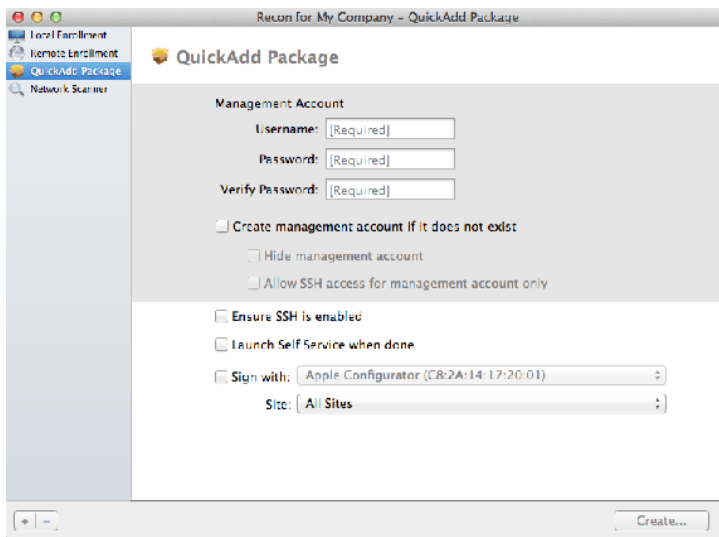 Recon for My Company – QuickAdd Package
Local Enrollment
Remote Enrollment
QuickAdd Package
Network Scanner
QuickAdd Package
Management Account
Username: [Required]
Password: [Required]
Verify Password: [Required]
Create management account if it does not exist
Hide management account
Allow SSH access for management account only
Ensure SSH is enabled
Launch Self Service when done
Sign with: Apple Configurator (C8:2A:14:17:20:01)
Site: All Sites
+ –
Create...